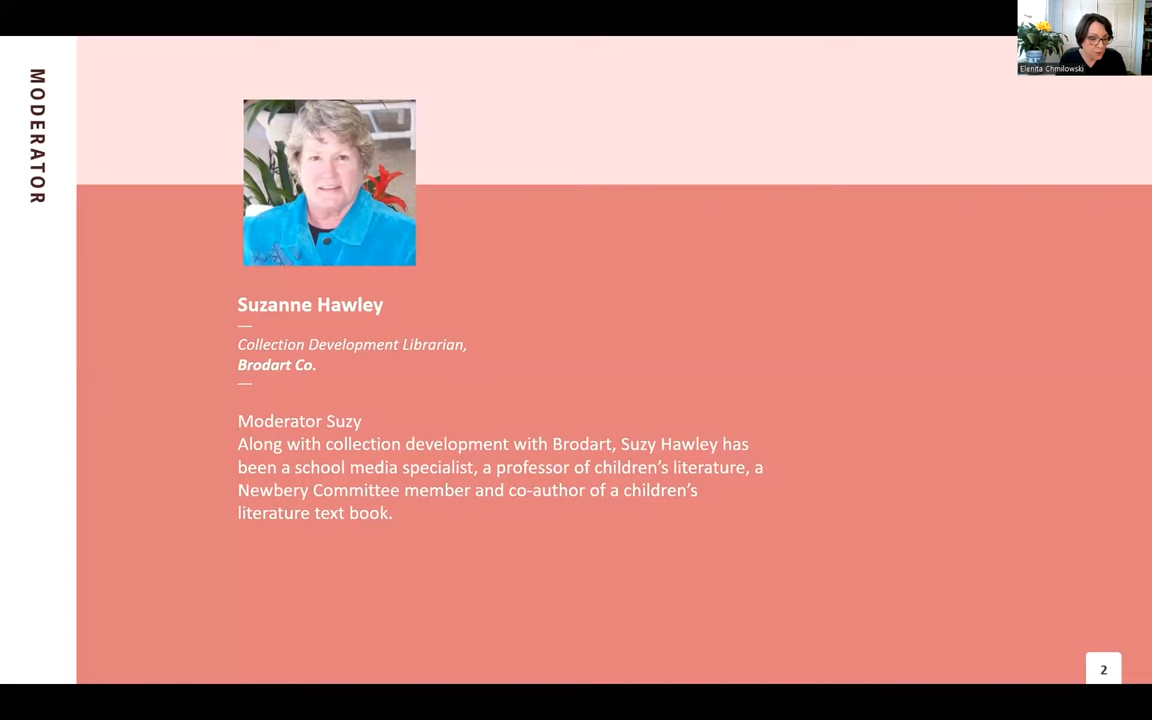 MODERATOR
Elenita Chmilowski
Suzanne Hawley
—
Collection Development Librarian,
Brodart Co.
—
Moderator Suzy
Along with collection development with Brodart, Suzy Hawley has
been a school media specialist, a professor of children’s literature, a
Newbery Committee member and co-author of a children’s
literature text book.
2